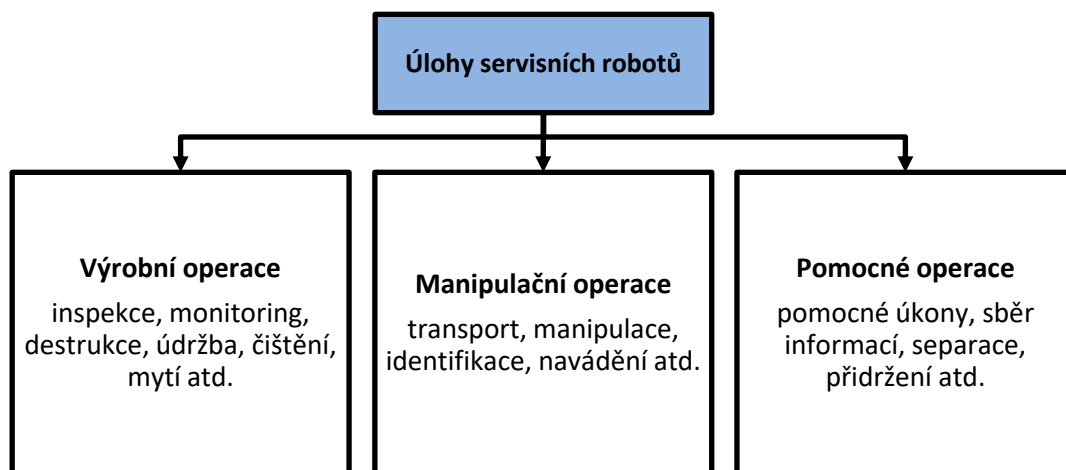 Úlohy servisních robotů
Výrobní operace
inspekce, monitoring,
destrukce, údržba, čištění,
mytí atd.
Manipulační operace
transport, manipulace,
identifikace, navádění atd.
Pomocné operace
pomocné úkony, sběr
informací, separace,
přidržení atd.